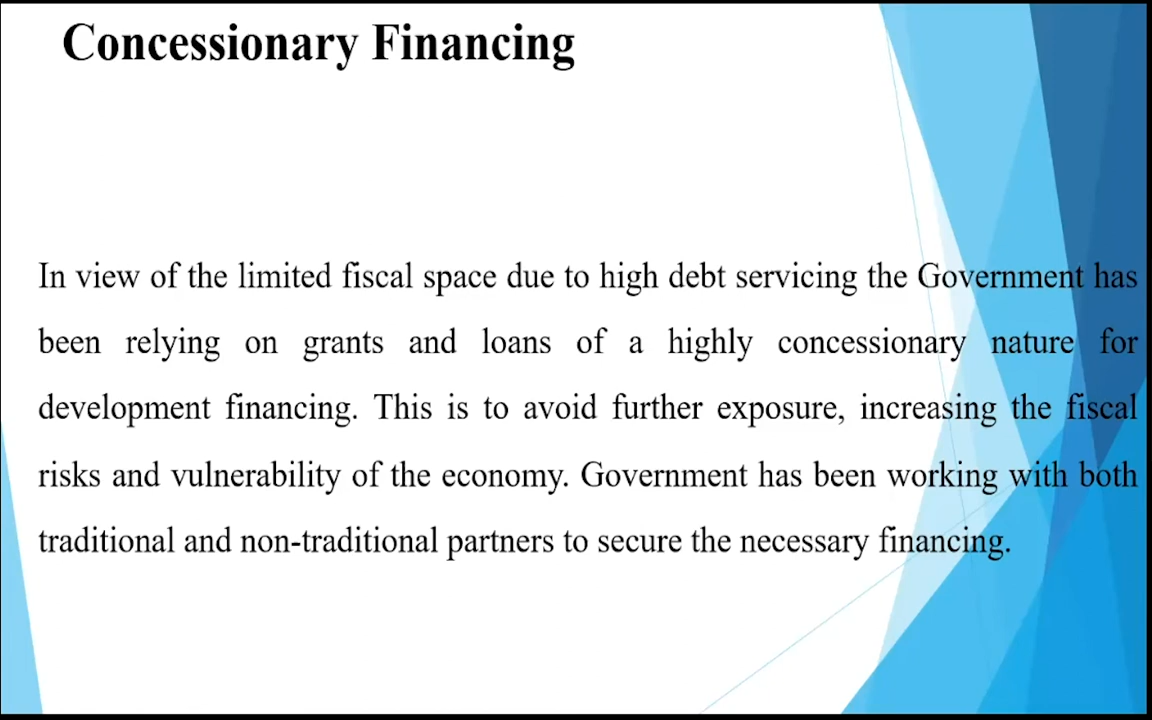 Concessionary Financing
In view of the limited fiscal space due to high debt servicing the Government has
been relying on grants and loans of a highly concessionary nature for
development financing. This is to avoid further exposure, increasing the fiscal
risks and vulnerability of the economy. Government has been working with both
traditional and non-traditional partners to secure the necessary financing.